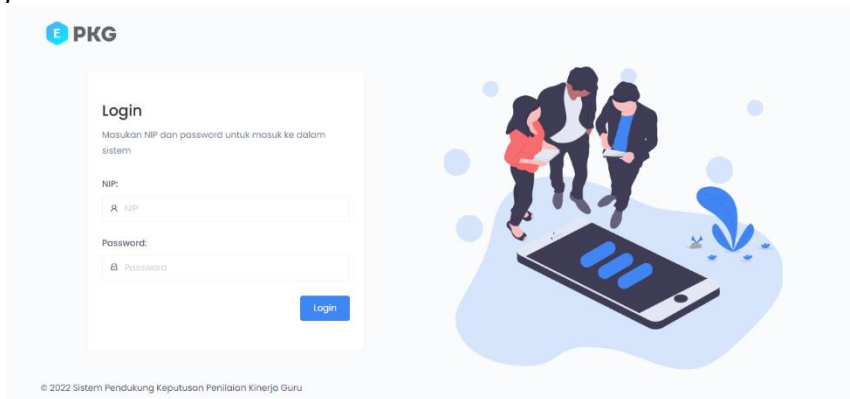 E PKG
Login
Masukan NIP dan password untuk masuk ke dalam
sistem
NIP:
NIP
Password:
Password
Login
© 2022 Sistem Pendukung Keputusan Penilaian Kinerja Guru